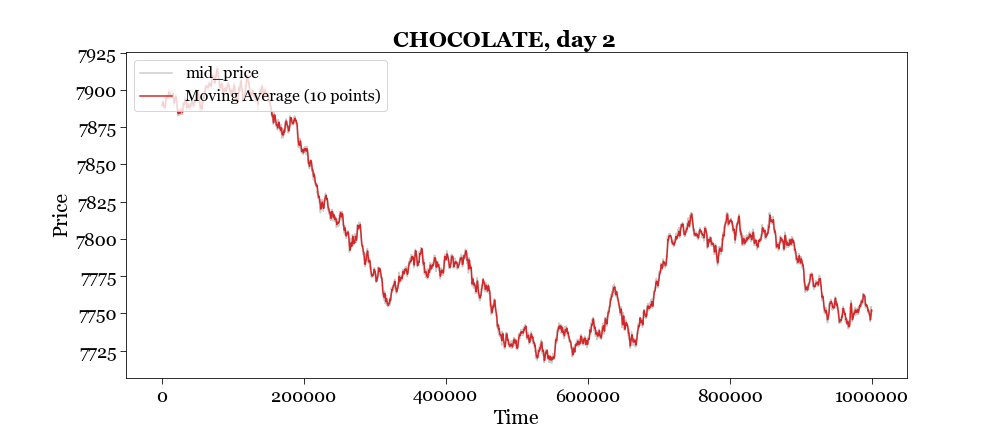 CHOCOLATE, day 2
mid_price
Moving Average (10 points)
Price
7925
7900
7875
7850
7825
7800
7775
7750
7725
0 200000 400000 600000 800000 1000000
Time